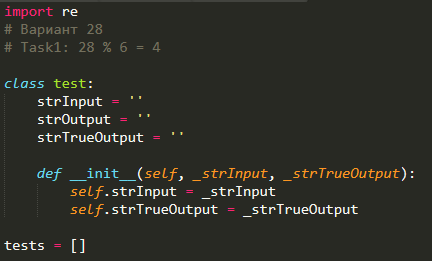 import re
# Вариант 28
# Task1: 28 % 6 = 4
class test:
strInput = ''
strOutput = ''
strTrueOutput = ''
def __init__(self, _strInput, _strTrueOutput):
self.strInput = _strInput
self.strTrueOutput = _strTrueOutput
tests = []